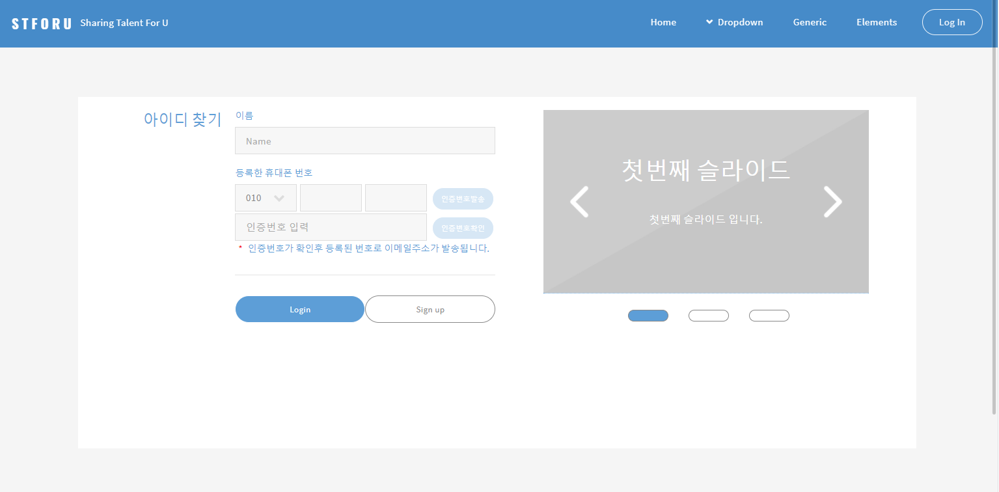 STFORU Sharing Talent For U
Home Dropdown Generic Elements Log In
아이디 찾기
이름
Name
등록한 휴대폰 번호
010
인증번호발송
인증번호 입력
인증번호확인
* 인증번호가 확인후 등록된 번호로 이메일주소가 발송됩니다.
Login Sign up
첫번째 슬라이드
첫번째 슬라이드 입니다.